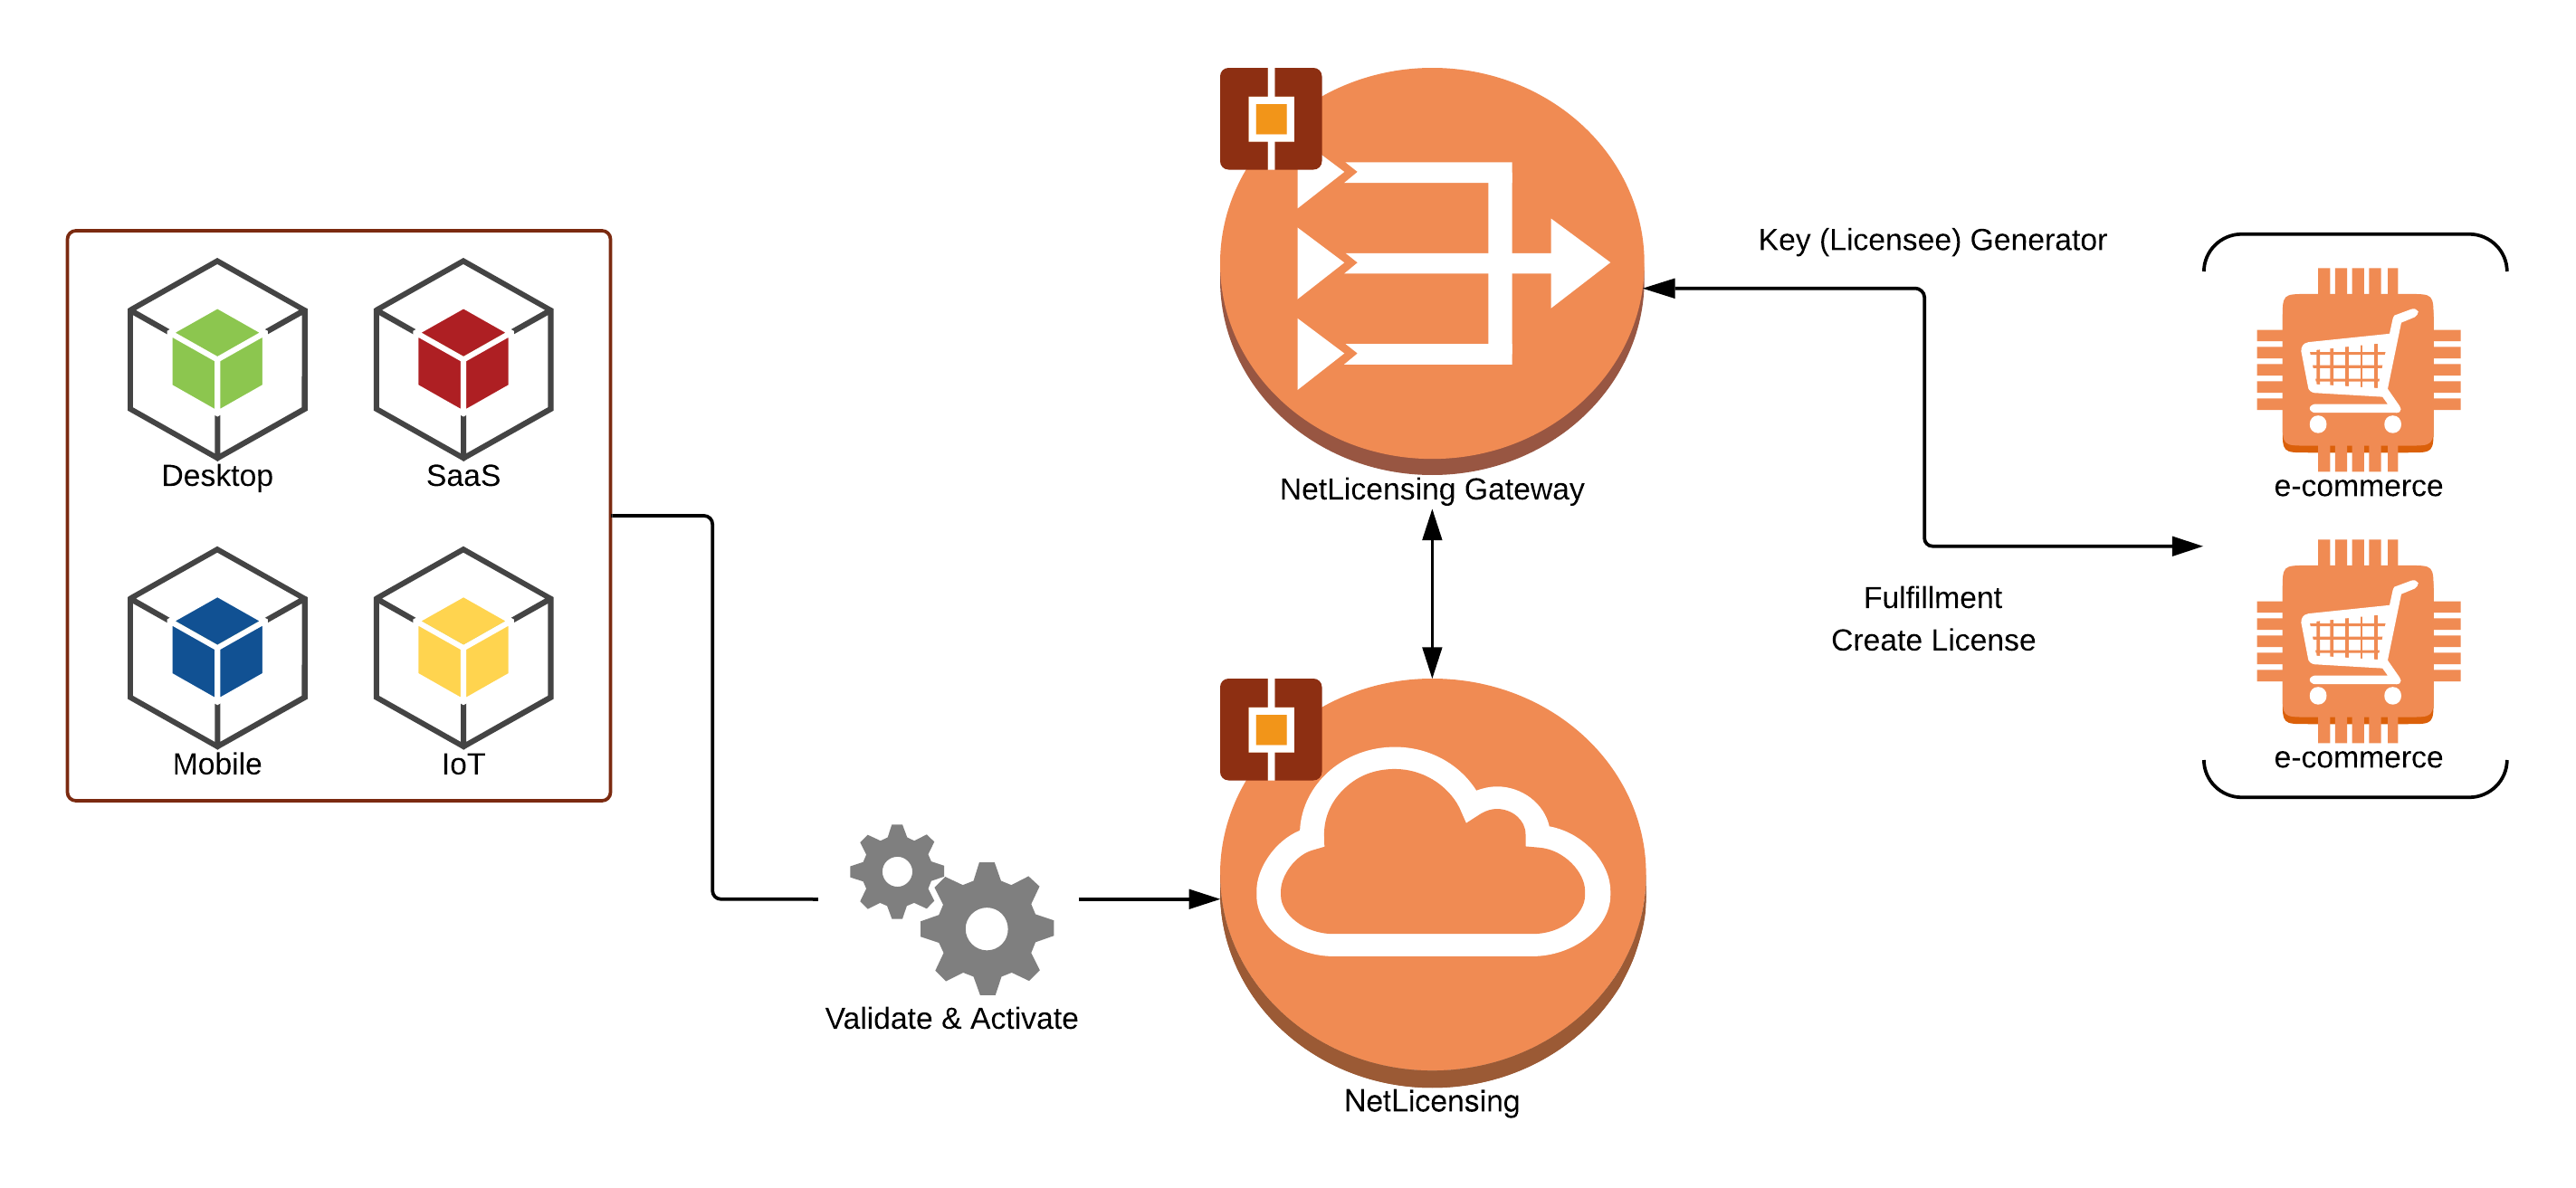 Desktop
SaaS
Mobile
IoT
Validate & Activate
NetLicensing Gateway
NetLicensing
Key (Licensee) Generator
Fulfillment
Create License
e-commerce
e-commerce